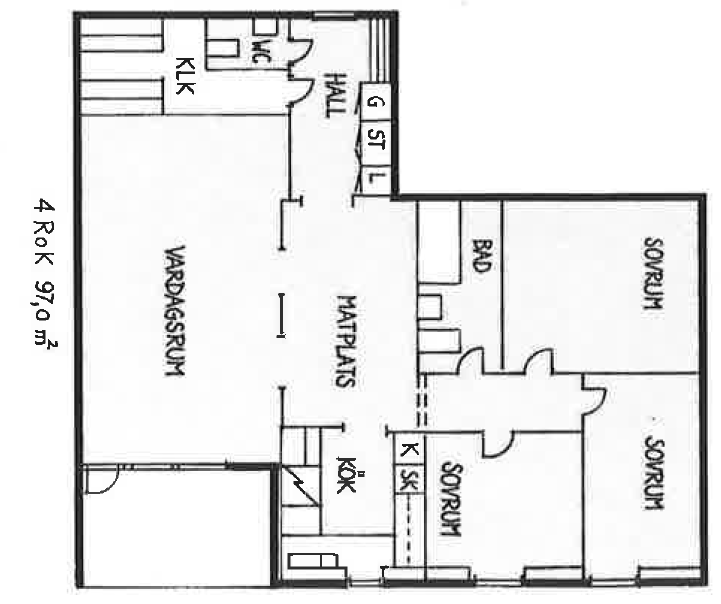 4 RoK 97,0 m²
KLK
WC
HALL
G
ST
L
VARDAGSRUM
MATPLATS
BAD
SOVRUM
SOVRUM
SOVRUM
KÖK
K
SK